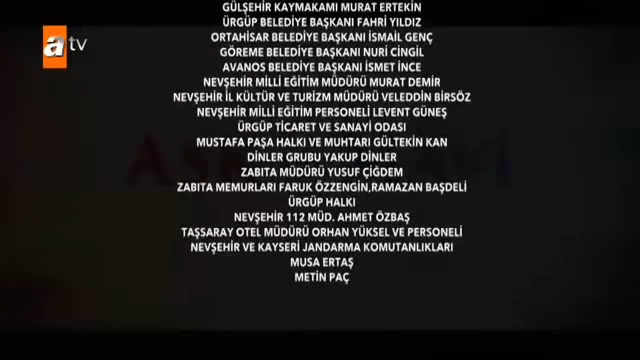 GÜLŞEHİR KAYMAKAMI MURAT ERTEKİN
ÜRGÜP BELEDİYE BAŞKANI FAHRİ YILDIZ
ORTAHİSAR BELEDİYE BAŞKANI İSMAİL GENÇ
GÖREME BELEDİYE BAŞKANI NURİ CİNGİL
AVANOS BELEDİYE BAŞKANI İSMET İNCE
NEVŞEHİR MİLLİ EĞİTİM MÜDÜRÜ MURAT DEMİR
NEVŞEHİR İL KÜLTÜR VE TURİZM MÜDÜRÜ VELEDDİN BİRSÖZ
NEVŞEHİR MİLLİ EĞİTİM PERSONELİ LEVENT GÜNEŞ
ÜRGÜP TİCARET VE SANAYİ ODASI
MUSTAFA PAŞA HALKI VE MUHTARI GÜLTEKİN KAN
DİNLER GRUBU YAKUP DİNLER
ZABITA MÜDÜRÜ YUSUF ÇİĞDEM
ZABITA MEMURLARI FARUK ÖZZENGİN,RAMAZAN BAŞDELİ
ÜRGÜP HALKI
NEVŞEHİR 112 MÜD. AHMET ÖZBAŞ
TAŞSARAY OTEL MÜDÜRÜ ORHAN YÜKSEL VE PERSONELİ
NEVŞEHİR VE KAYSERİ JANDARMA KOMUTANLIKLARI
MUSA ERTAŞ
METİN PAÇ
atv